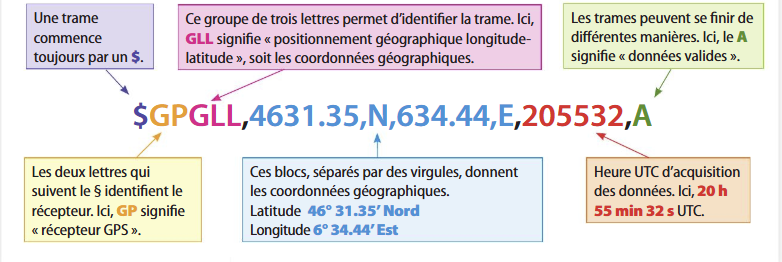 Une trame
commence
toujours par un $.
Ce groupe de trois lettres permet d'identifier la trame. Ici,
GLL signifie « positionnement géographique longitude-
latitude », soit les coordonnées géographiques.
Les trames peuvent se finir de
différentes manières. Ici, le A
signifie « données valides ».
$GPGLL,4631.35,N,634.44,E,205532,A
Les deux lettres qui
suivent le § identifient le
récepteur. Ici, GP signifie
« récepteur GPS ».
Ces blocs, séparés par des virgules, donnent
les coordonnées géographiques.
Latitude 46° 31.35′ Nord
Longitude 6° 34.44′ Est
Heure UTC d'acquisition
des données. Ici, 20 h
55 min 32 s UTC.